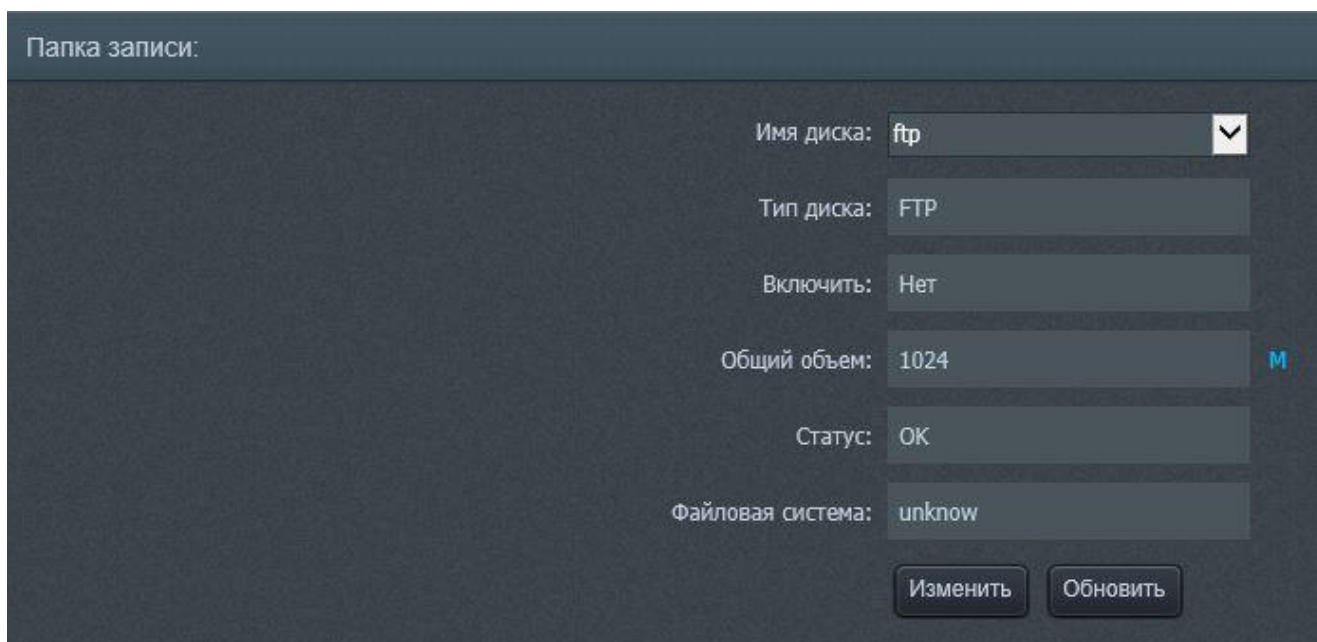 Папка записи:
Имя диска: ftp
Тип диска: FTP
Включить: Нет
Общий объем: 1024 M
Статус: OK
Файловая система: unknow
Изменить Обновить